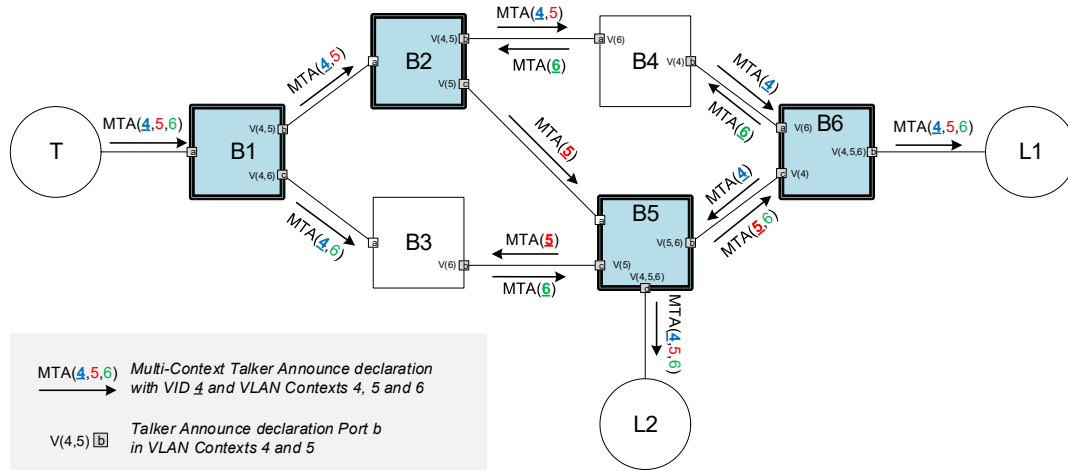 MTA(4,5)
V(4,5) b
a V(6)
B2
B4
MTA(6)
MTA(4,5)
a
V(5)
c
V(4) b
MTA(4)
MTA(4,5,6)
MTA(6)
B6
MTA(4,5,6)
V(4,5) b
a V(6)
T
a
B1
V(4,5,6) b
L1
V(4,6)
c
MTA(5)
MTA(4)
c V(4)
B5
MTA(4,6)
a
B3
MTA(5)
a
V(5,6) b
MTA(5,6)
V(6) b
c V(5)
MTA(6)
V(4,5,6)
d
MTA(4,5,6)
MTA(4,5,6)
Multi-Context Talker Announce declaration
with VID 4 and VLAN Contexts 4, 5 and 6
V(4,5) b
Talker Announce declaration Port b
in VLAN Contexts 4 and 5
L2